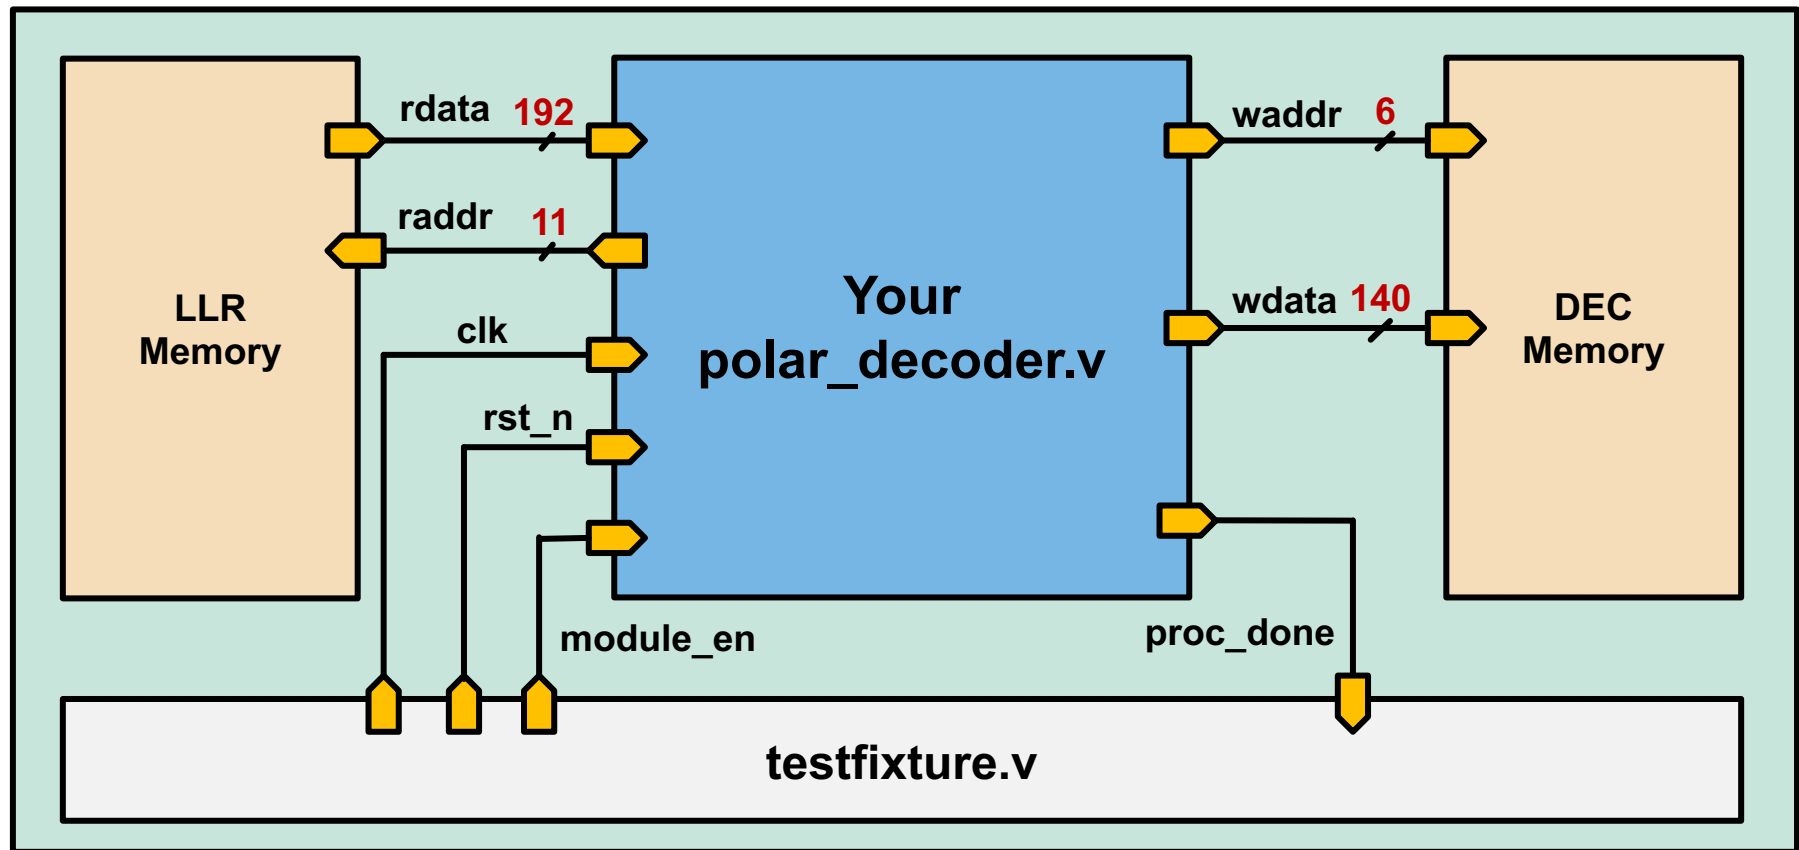 rdata 192
raddr 11
LLR
Memory
clk
rst_n
module_en
Your
polar_decoder.v
waddr 6
wdata 140
DEC
Memory
proc_done
testfixture.v